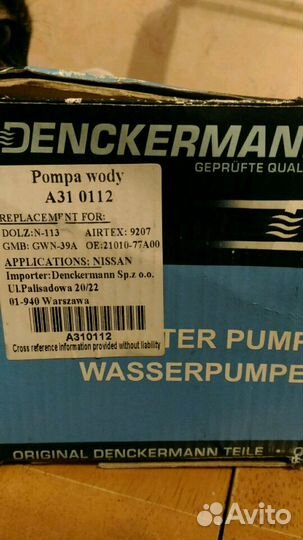 DENCKERMANN
GEPRÜFTE QUAL
Pompa wody
A31 0112
REPLACEMENT FOR:
DOLZ:N-113 AIRTEX: 9207
GMB: GWN-39A OE:21010-77A00
APPLICATIONS: NISSAN
Importer:Denckermann Sp.z o.o.
Ul.Palisadowa 20/22
01-940 Warszawa
A310112
Cross reference information provided without liability
TER PUMP
WASSERPUMPE
ORIGINAL DENCKERMANN TEILE
Avito